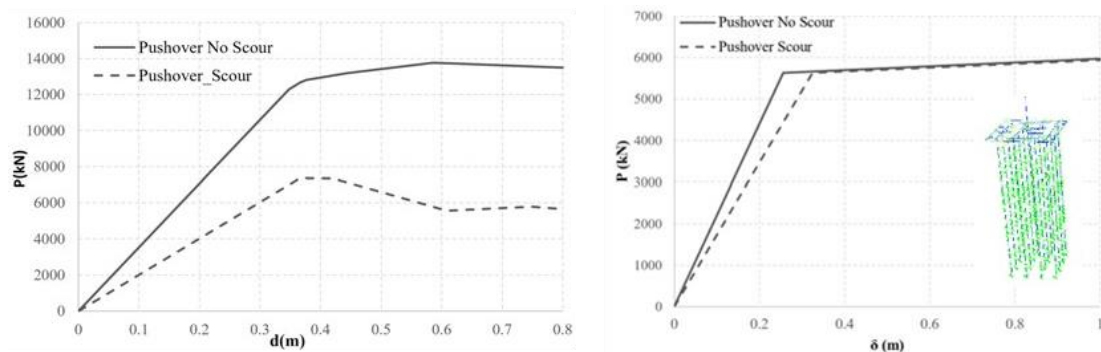 16000
14000
12000
10000
8000
6000
4000
2000
0
P(kN)
Pushover No Scour
Pushover_Scour
0 0.1 0.2 0.3 0.4 0.5 0.6 0.7 0.8
d(m)
7000
6000
5000
4000
3000
2000
1000
0
P (kN)
Pushover No Scour
Pushover Scour
0 0.2 0.4 0.6 0.8 1
δ (m)